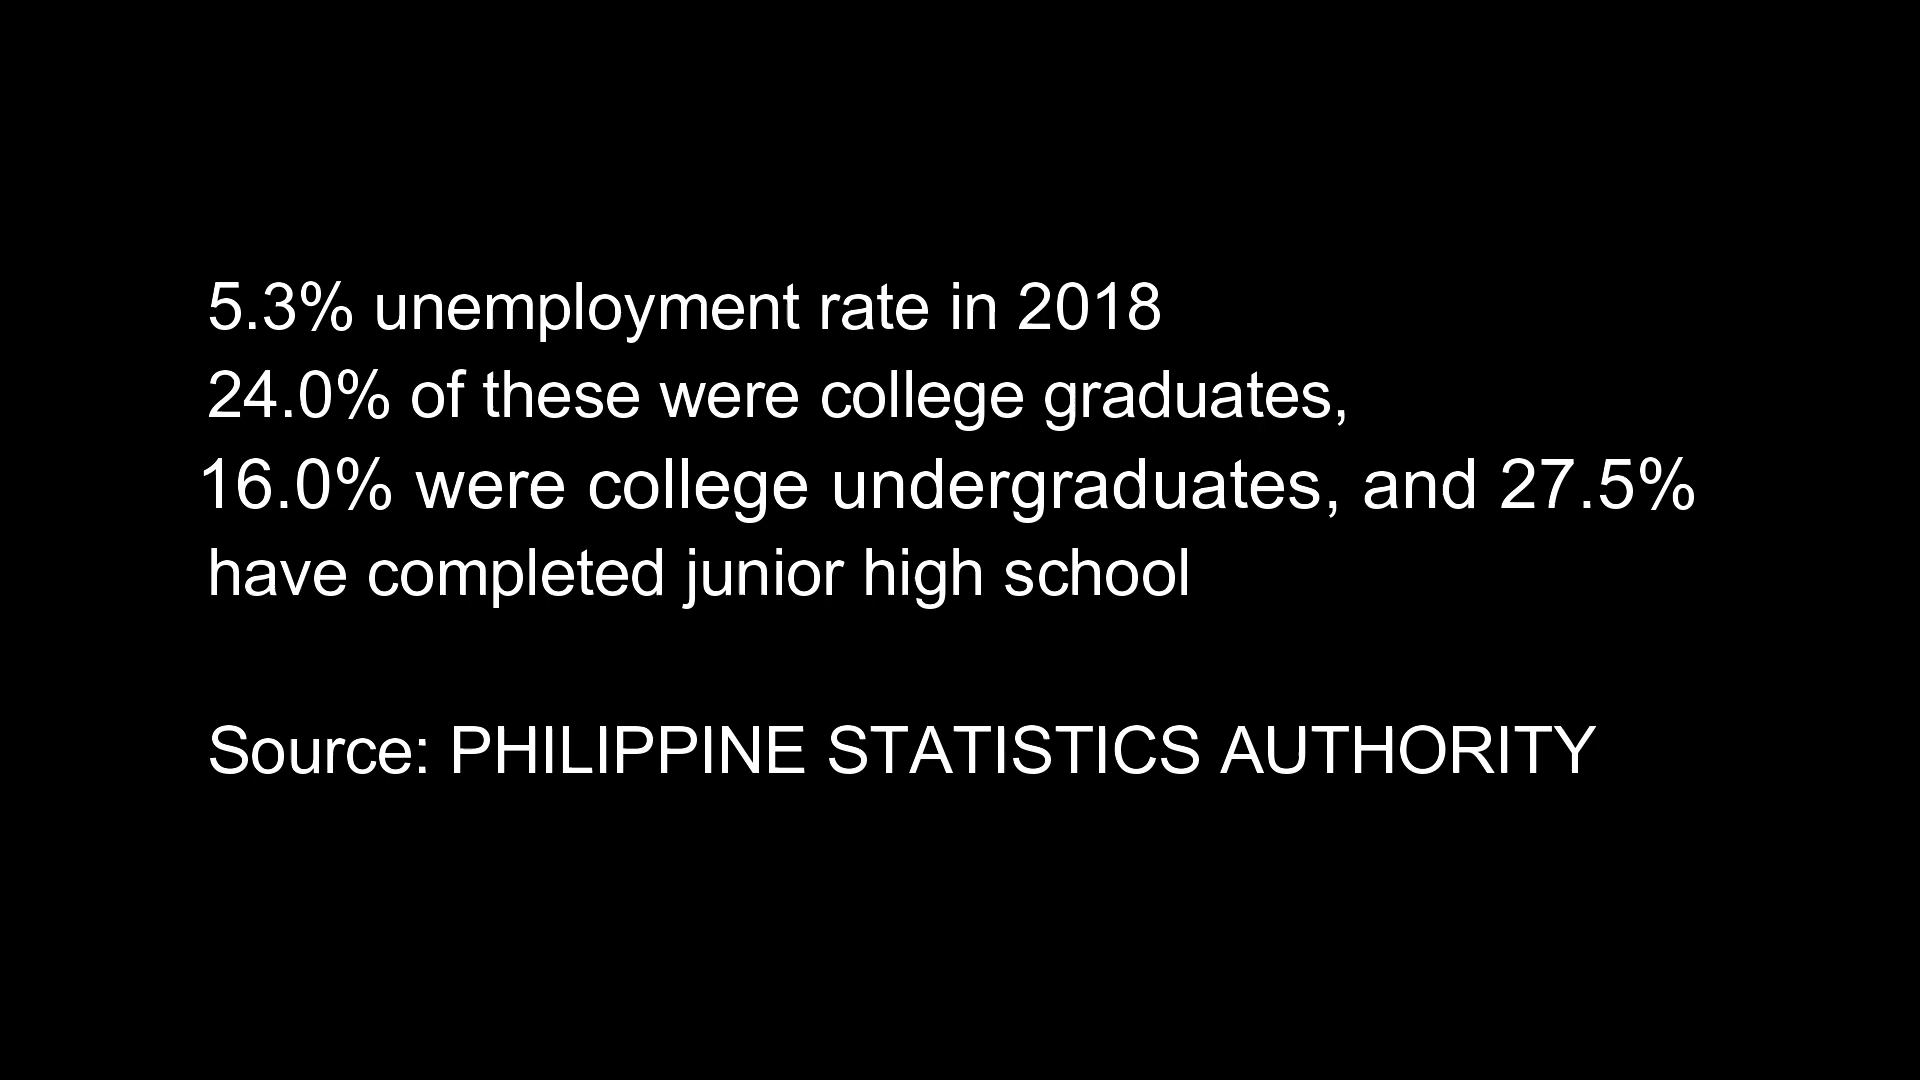 5.3% unemployment rate in 2018
24.0% of these were college graduates,
16.0% were college undergraduates, and 27.5%
have completed junior high school
Source: PHILIPPINE STATISTICS AUTHORITY